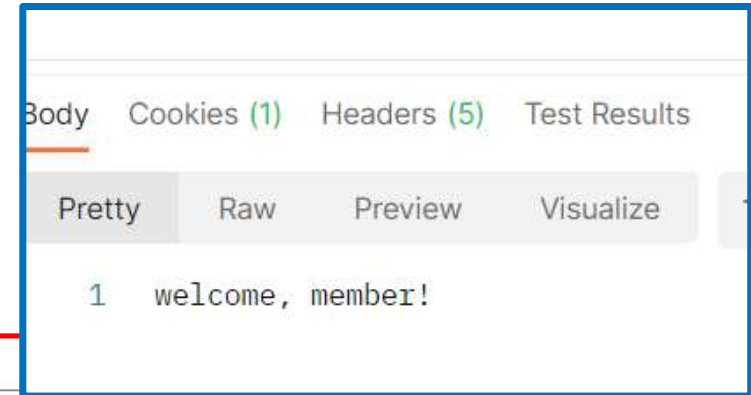 Body Cookies (1) Headers (5) Test Results
Pretty Raw Preview Visualize
1 welcome, member!